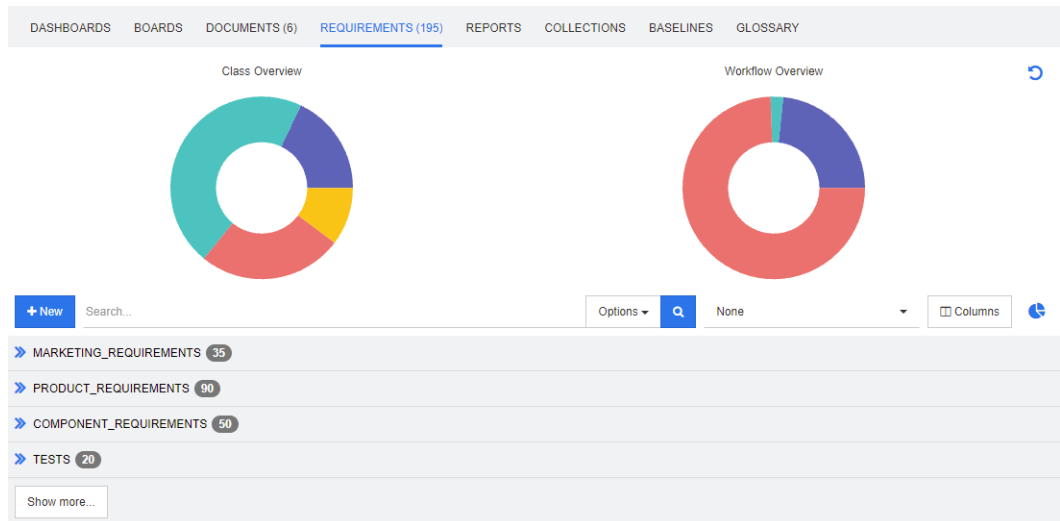 DASHBOARDS BOARDS DOCUMENTS (6) REQUIREMENTS (195) REPORTS COLLECTIONS BASELINES GLOSSARY
Class Overview Workflow Overview
+ New Search... Options None Columns
MARKETING_REQUIREMENTS 35
PRODUCT_REQUIREMENTS 90
COMPONENT_REQUIREMENTS 50
TESTS 20
Show more...